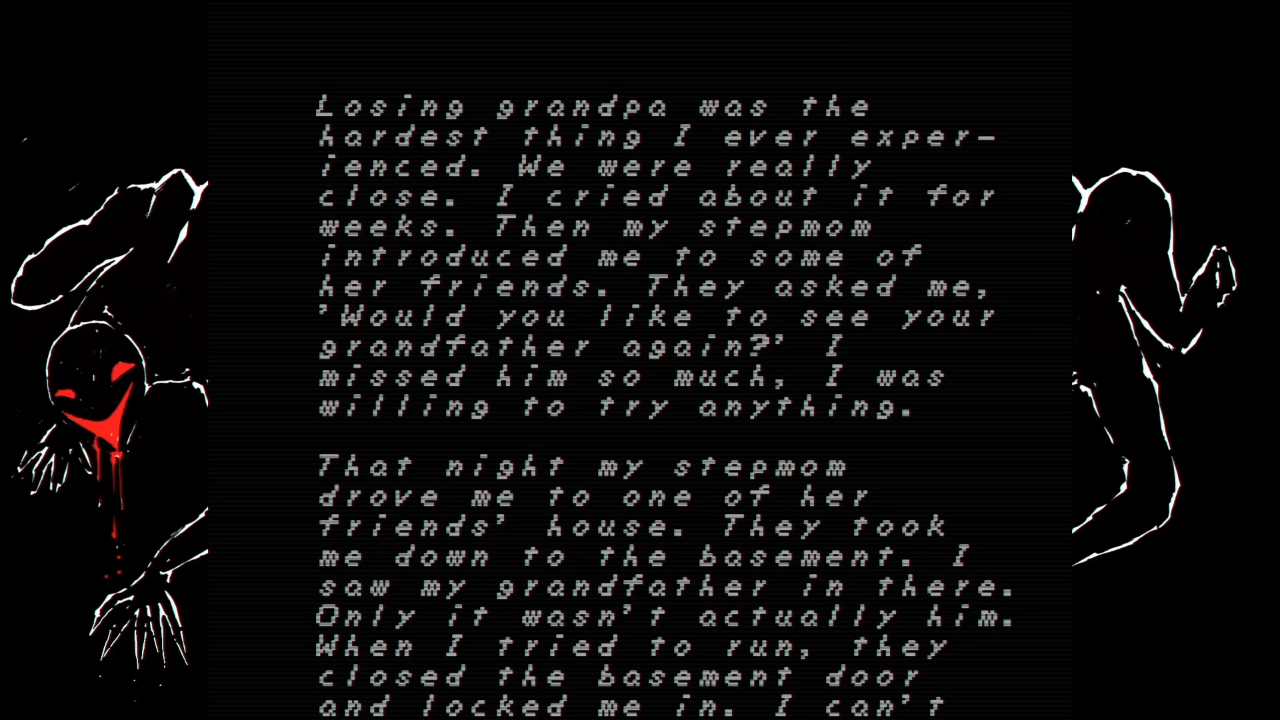 Losing grandpa was the
hardest thing I ever exper-
ienced. We were really
close. I cried about it for
weeks. Then my stepmom
introduced me to some of
her friends. They asked me,
'Would you like to see your
grandfather again?' I
missed him so much, I was
willing to try anything.
That night my stepmom
drove me to one of her
friends' house. They took
me down to the basement. I
saw my grandfather in there.
Only it wasn't actually him.
When I tried to run, they
closed the basement door
and locked me in. I can't